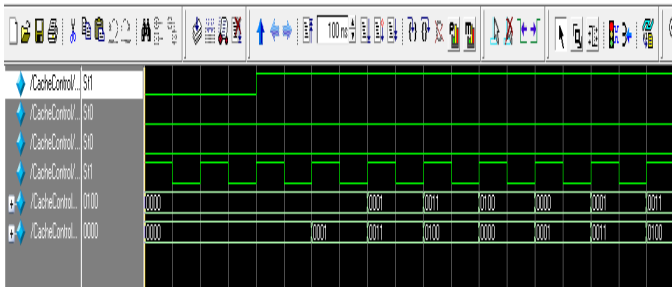 100 ns
/CacheControl/... St1
/CacheControl/... St0
/CacheControl/... St0
/CacheControl/... St1 
/CacheControl... 0100 0000 0001 0011 0100 0000 0001 0011
/CacheControl... 0000 0000 0001 0011 0100 0000 0001 0011 0100